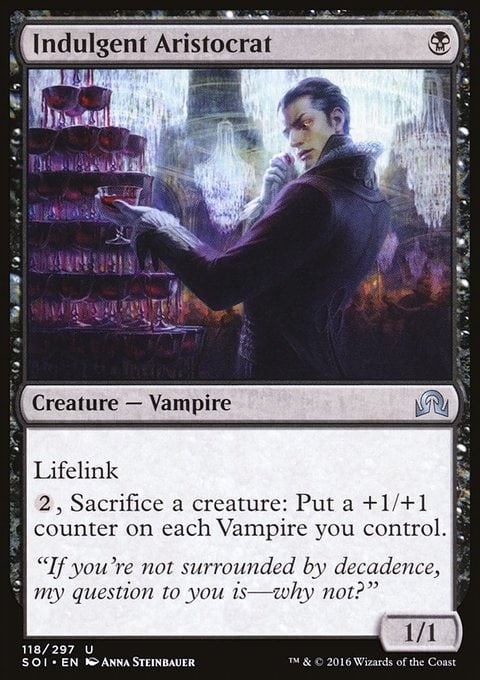 Indulgent Aristocrat
Creature — Vampire
Lifelink
2, Sacrifice a creature: Put a +1/+1
counter on each Vampire you control.
“If you're not surrounded by decadence,
my question to you is—why not?”
1/1
118/297 U
SOI • EN Anna Steinbauer
™ & © 2016 Wizards of the Coast